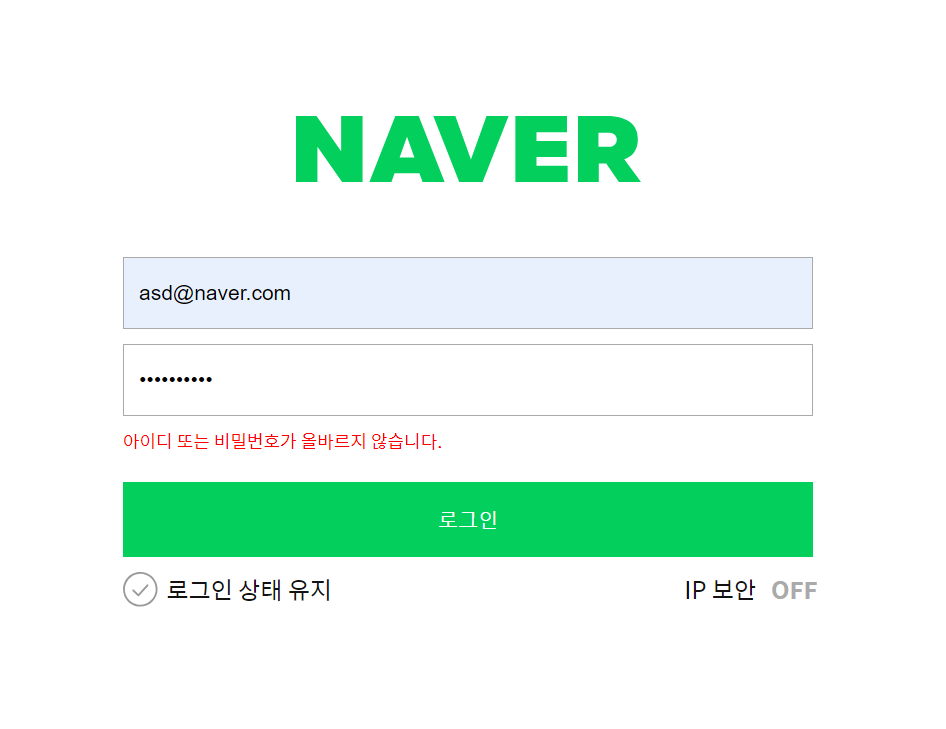 NAVER
asd@naver.com
••••••••••
아이디 또는 비밀번호가 올바르지 않습니다.
로그인
로그인 상태 유지
IP 보안 OFF